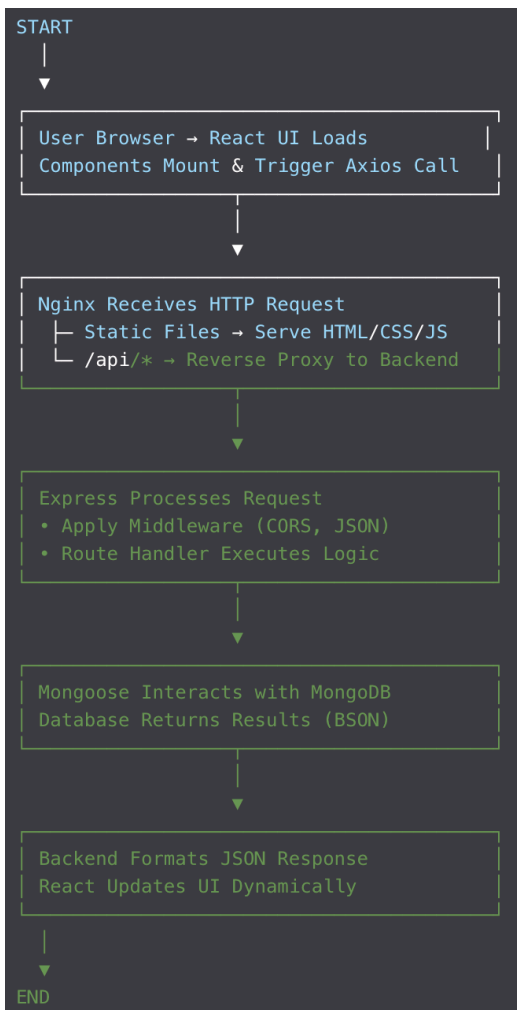 START
User Browser → React UI Loads
Components Mount & Trigger Axios Call
Nginx Receives HTTP Request
├─ Static Files → Serve HTML/CSS/JS
└─ /api/* → Reverse Proxy to Backend
Express Processes Request
• Apply Middleware (CORS, JSON)
• Route Handler Executes Logic
Mongoose Interacts with MongoDB
Database Returns Results (BSON)
Backend Formats JSON Response
React Updates UI Dynamically
END